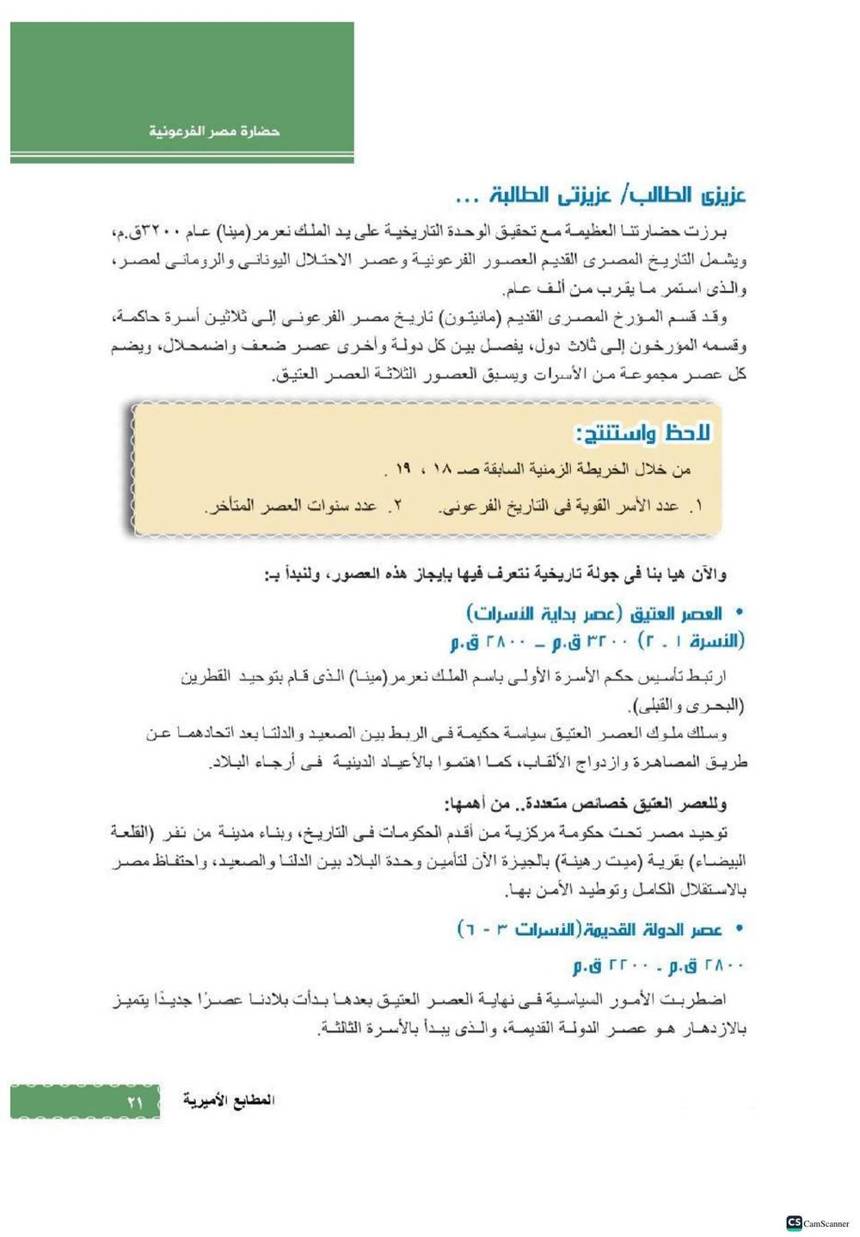 حضارة مصر الفرعونية
عزيزى الطالب/ عزيزتى الطالبة ...
برزت حضارتنا العظيمة مع تحقيق الوحدة التاريخية على يد الملك نعرمر(مينا) عام ٣٢٠٠ق.م،
ويشمل التاريخ المصرى القديم العصور الفرعونية وعصر الاحتلال اليونانى والرومانى لمصر،
والذى استمر ما يقرب من ألف عام.
وقد قسم المؤرخ المصرى القديم (مانيتون) تاريخ مصر الفرعونى إلى ثلاثين أسرة حاكمة،
وقسمه المؤرخون إلى ثلاث دول، يفصل بين كل دولة وأخرى عصر ضعف واضمحلال، ويضم
كل عصر مجموعة من الأسرات ويسبق العصور الثلاثة العصر العتيق.
لاحظ واستنتج:
من خلال الخريطة الزمنية السابقة صـ ١٨ ، ١٩ .
١. عدد الأسر القوية فى التاريخ الفرعونى. ٢. عدد سنوات العصر المتأخر.
والآن هيا بنا فى جولة تاريخية نتعرف فيها بإيجاز هذه العصور، ولنبدأ بـ:
• العصر العتيق (عصر بداية الأسرات)
(الأسرة ١ - ٢) ٣٢٠٠ ق.م – ٢٨٠٠ ق.م
ارتبط تأسيس حكم الأسرة الأولى باسم الملك نعرمر(مينا) الذى قام بتوحيد القطرين
(البحرى والقبلى).
وسلك ملوك العصر العتيق سياسة حكيمة فى الربط بين الصعيد والدلتا بعد اتحادهما عن
طريق المصاهرة وازدواج الألقاب، كما اهتموا بالأعياد الدينية فى أرجاء البلاد.
وللعصر العتيق خصائص متعددة.. من أهمها:
توحيد مصر تحت حكومة مركزية من أقدم الحكومات فى التاريخ، وبناء مدينة من نفر (القلعة
البيضاء) بقرية (ميت رهينة) بالجيزة الآن لتأمين وحدة البلاد بين الدلتا والصعيد، واحتفاظ مصر
بالاستقلال الكامل وتوطيد الأمن بها.
• عصر الدولة القديمة(الأسرات ٣ - ٦)
٢٨٠٠ ق.م - ٢٢٠٠ ق.م
اضطربت الأمور السياسية فى نهاية العصر العتيق بعدها بدأت بلادنا عصرًا جديدًا يتميز
بالازدهار هو عصر الدولة القديمة، والذى يبدأ بالأسرة الثالثة.
المطابع الأميرية
٢١
CS CamScanner